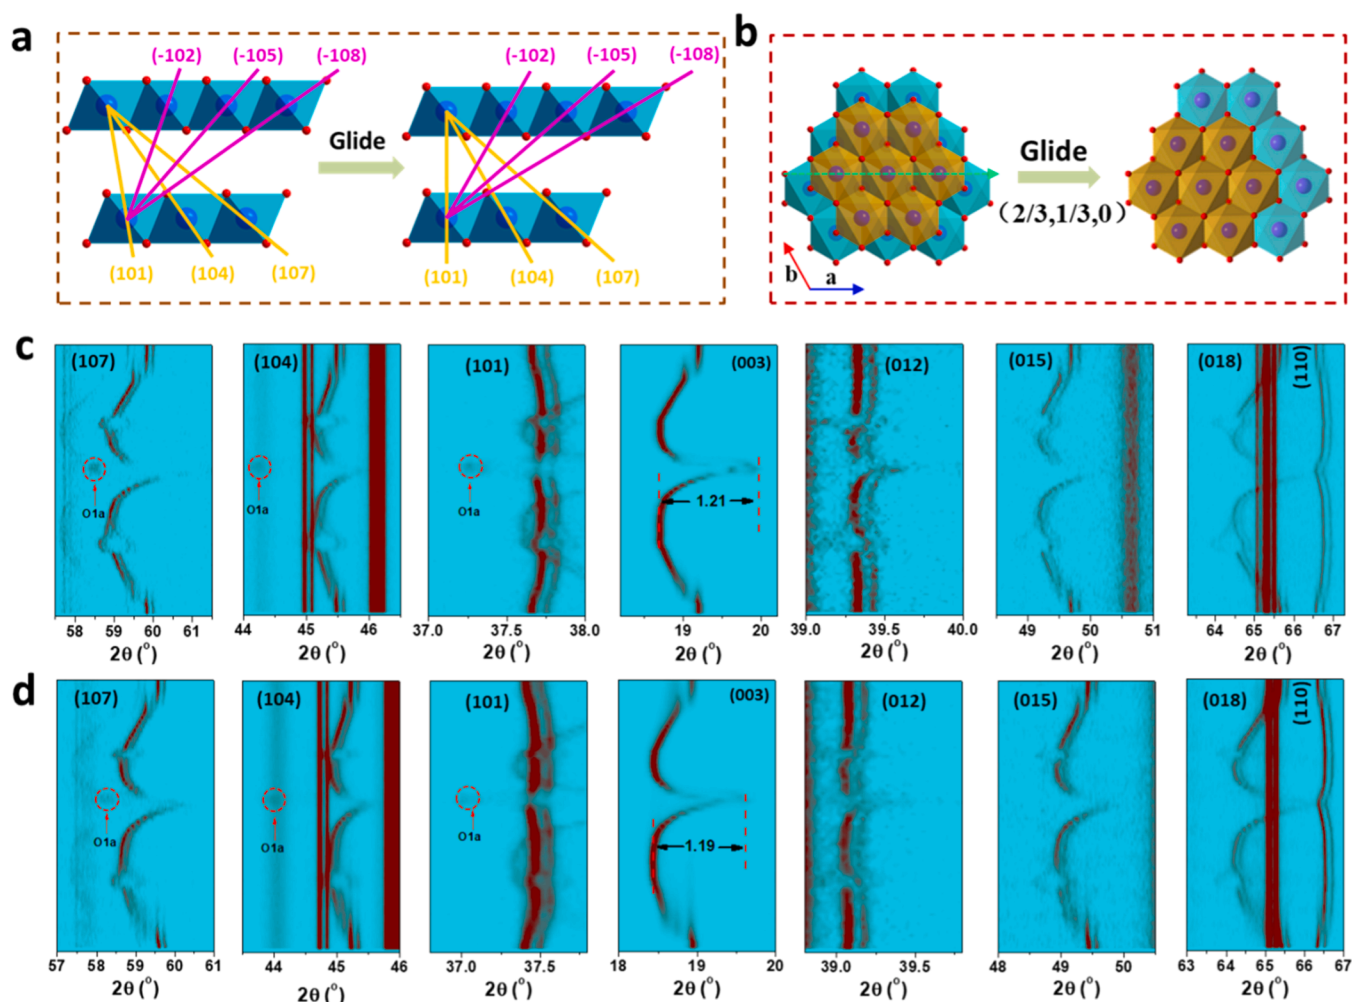 a
(-102) (-105) (-108)
(-102) (-105) (-108)
Glide
(101) (104) (107)
(101) (104) (107)
b
Glide
(2/3,1/3,0)
b
a
c
(107)
O1a
58 59 60 61
2θ (°)
(104)
O1a
44 45 46
2θ (°)
(101)
O1a
37.0 37.5 38.0
2θ (°)
(003)
1.21
19 20
2θ (°)
(012)
39.0 39.5 40.0
2θ (°)
(015)
49 50 51
2θ (°)
(018)
(110)
64 65 66 67
2θ (°)
d
(107)
O1a
57 58 59 60 61
2θ (°)
(104)
O1a
44 45 46
2θ (°)
(101)
O1a
37.0 37.5
2θ (°)
(003)
1.19
18 19 20
2θ (°)
(012)
39.0 39.5
2θ (°)
(015)
48 49 50
2θ (°)
(018)
(110)
63 64 65 66 67
2θ (°)